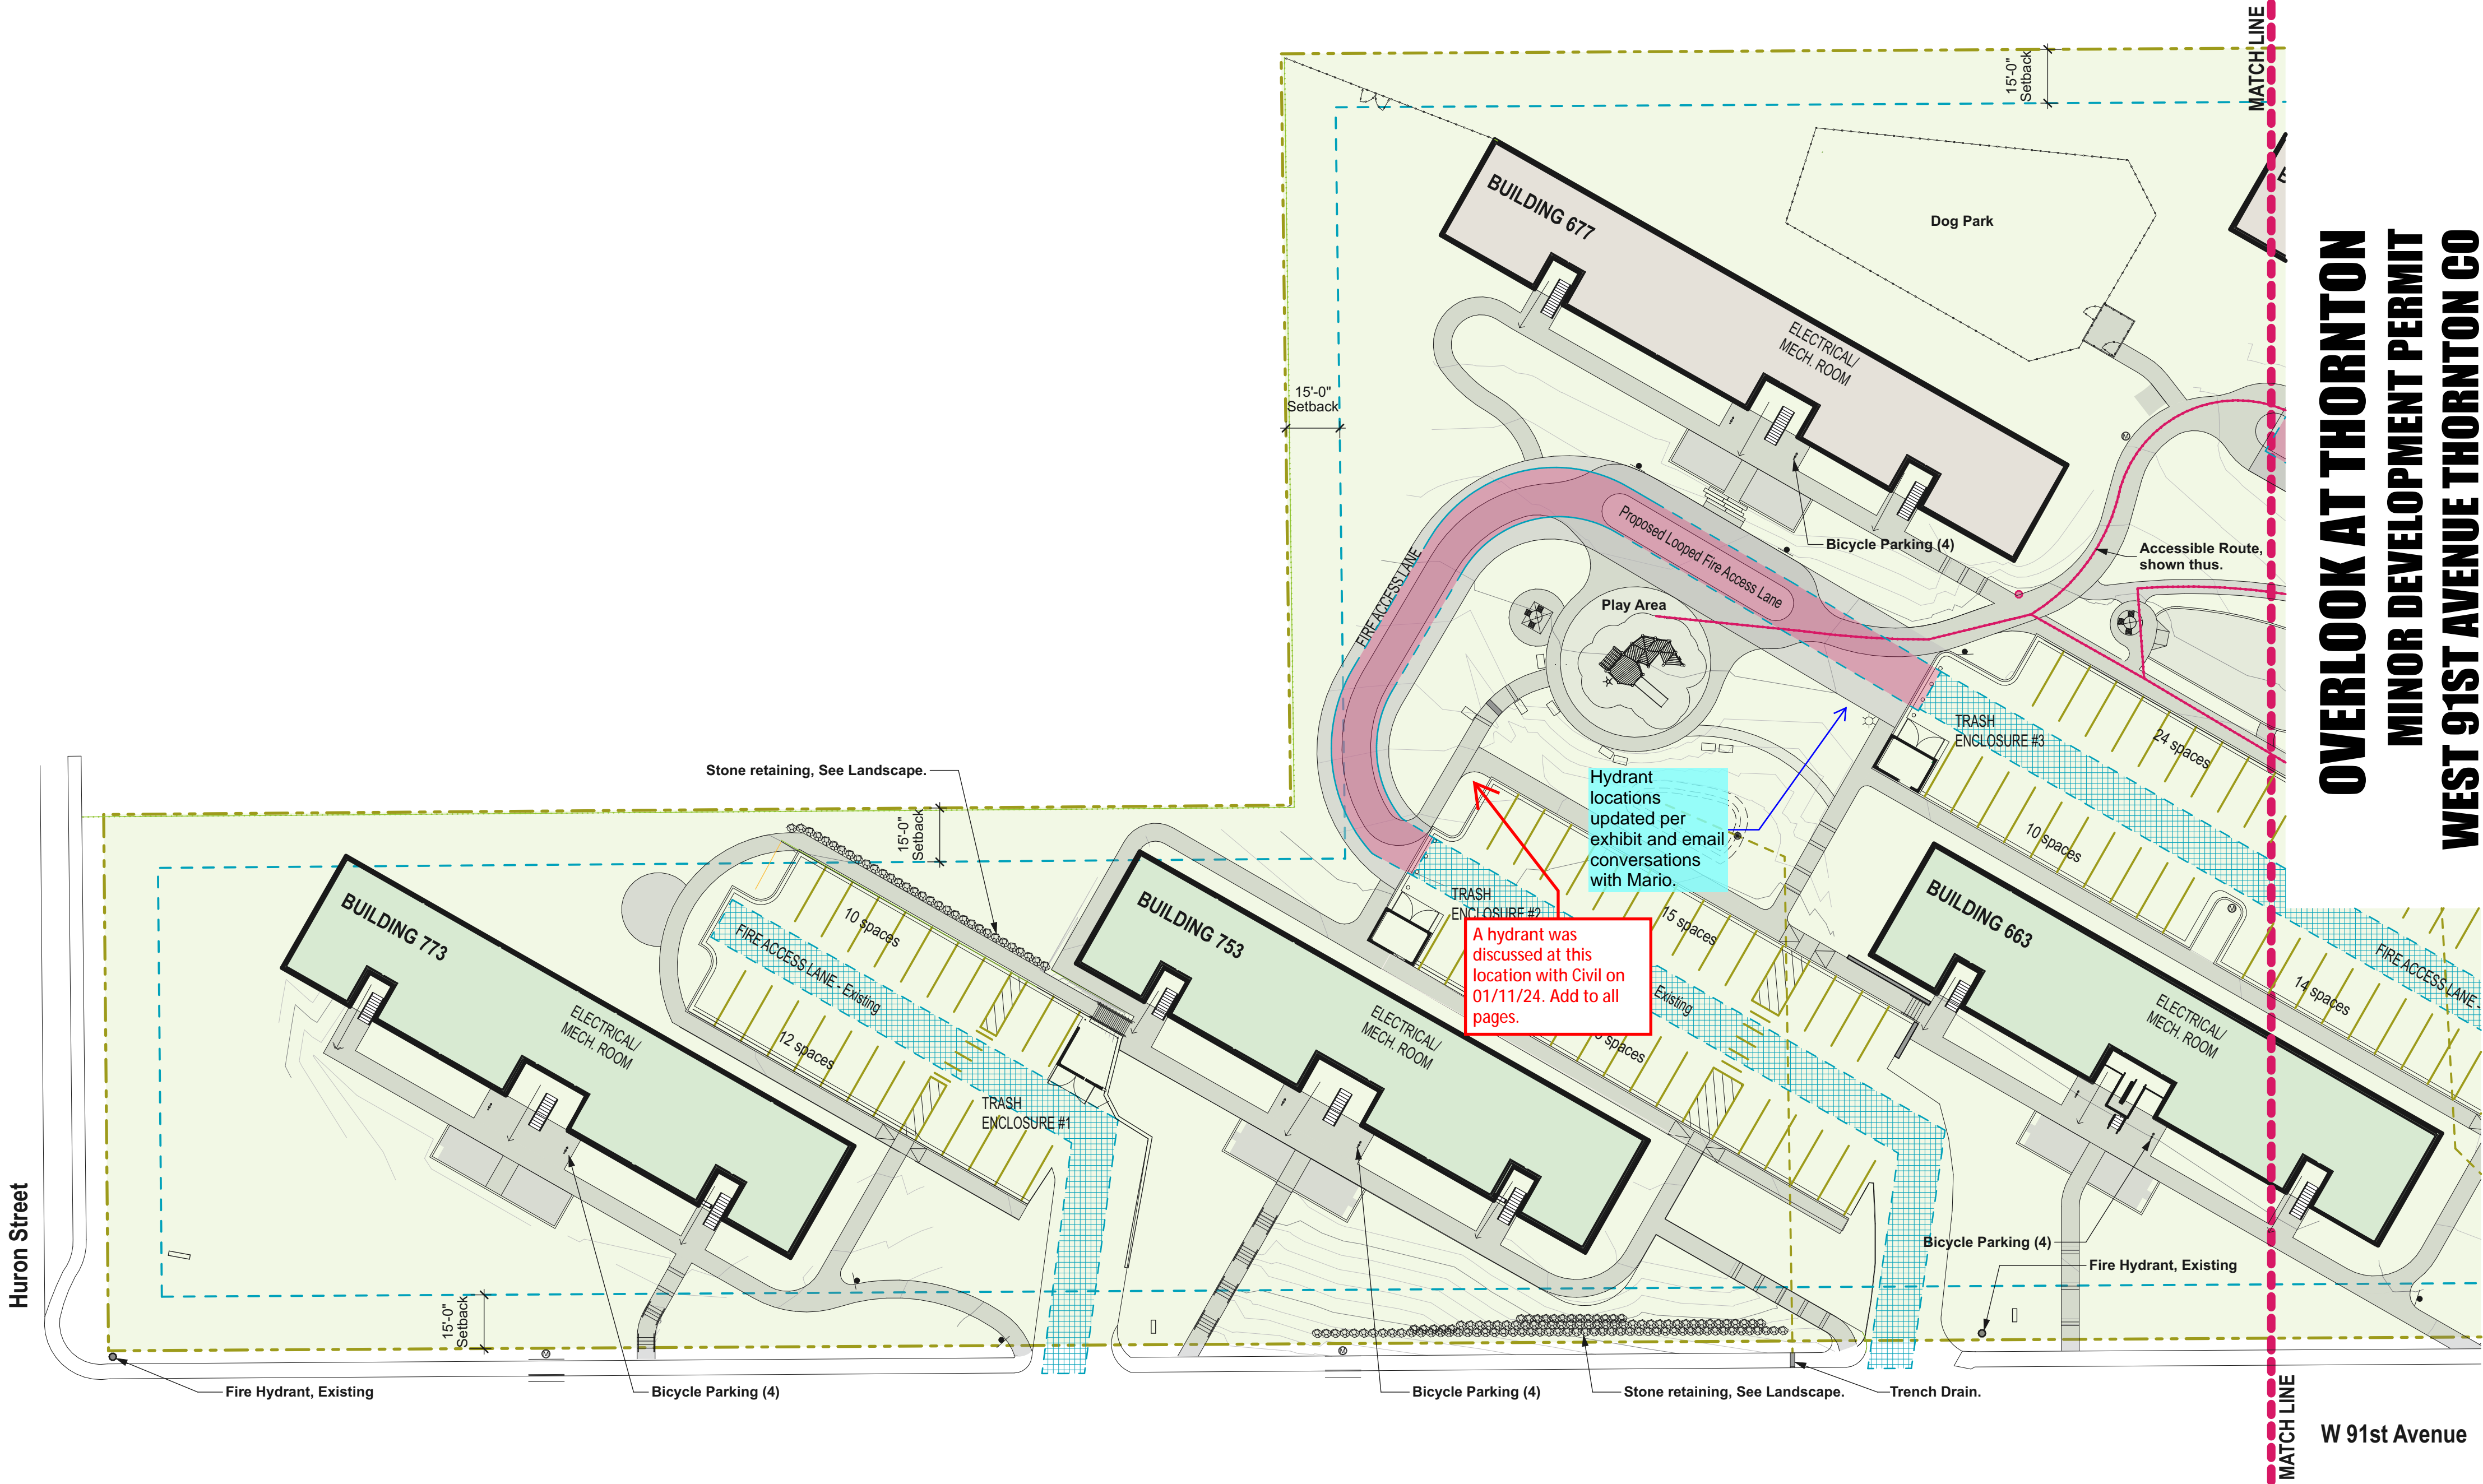 MATCH LINE
15'-0"
Setback
OVERLOOK AT THORNTON
MINOR DEVELOPMENT PERMIT
WEST 91ST AVENUE THORNTON CO
BUILDING 677
Dog Park
ELECTRICAL/
MECH. ROOM
15'-0"
Setback
Proposed Looped Fire Access Lane
Bicycle Parking (4)
Accessible Route,
shown thus.
FIRE ACCESS LANE
Play Area
TRASH
ENCLOSURE #3
24 spaces
Stone retaining, See Landscape.
Hydrant
locations
updated per
exhibit and email
conversations
with Mario.
10 spaces
15'-0"
Setback
BUILDING 773
10 spaces
FIRE ACCESS LANE - Existing
BUILDING 753
TRASH
ENCLOSURE #2
A hydrant was
discussed at this
location with Civil on
01/11/24. Add to all
pages.
15 spaces
Existing
spaces
BUILDING 663
FIRE ACCESS LANE -
14 spaces
ELECTRICAL/
MECH. ROOM
12 spaces
TRASH
ENCLOSURE #1
ELECTRICAL/
MECH. ROOM
ELECTRICAL/
MECH. ROOM
Huron Street
Bicycle Parking (4)
Fire Hydrant, Existing
15'-0"
Setback
Fire Hydrant, Existing
Bicycle Parking (4)
Bicycle Parking (4)
Stone retaining, See Landscape.
Trench Drain.
MATCH LINE
W 91st Avenue